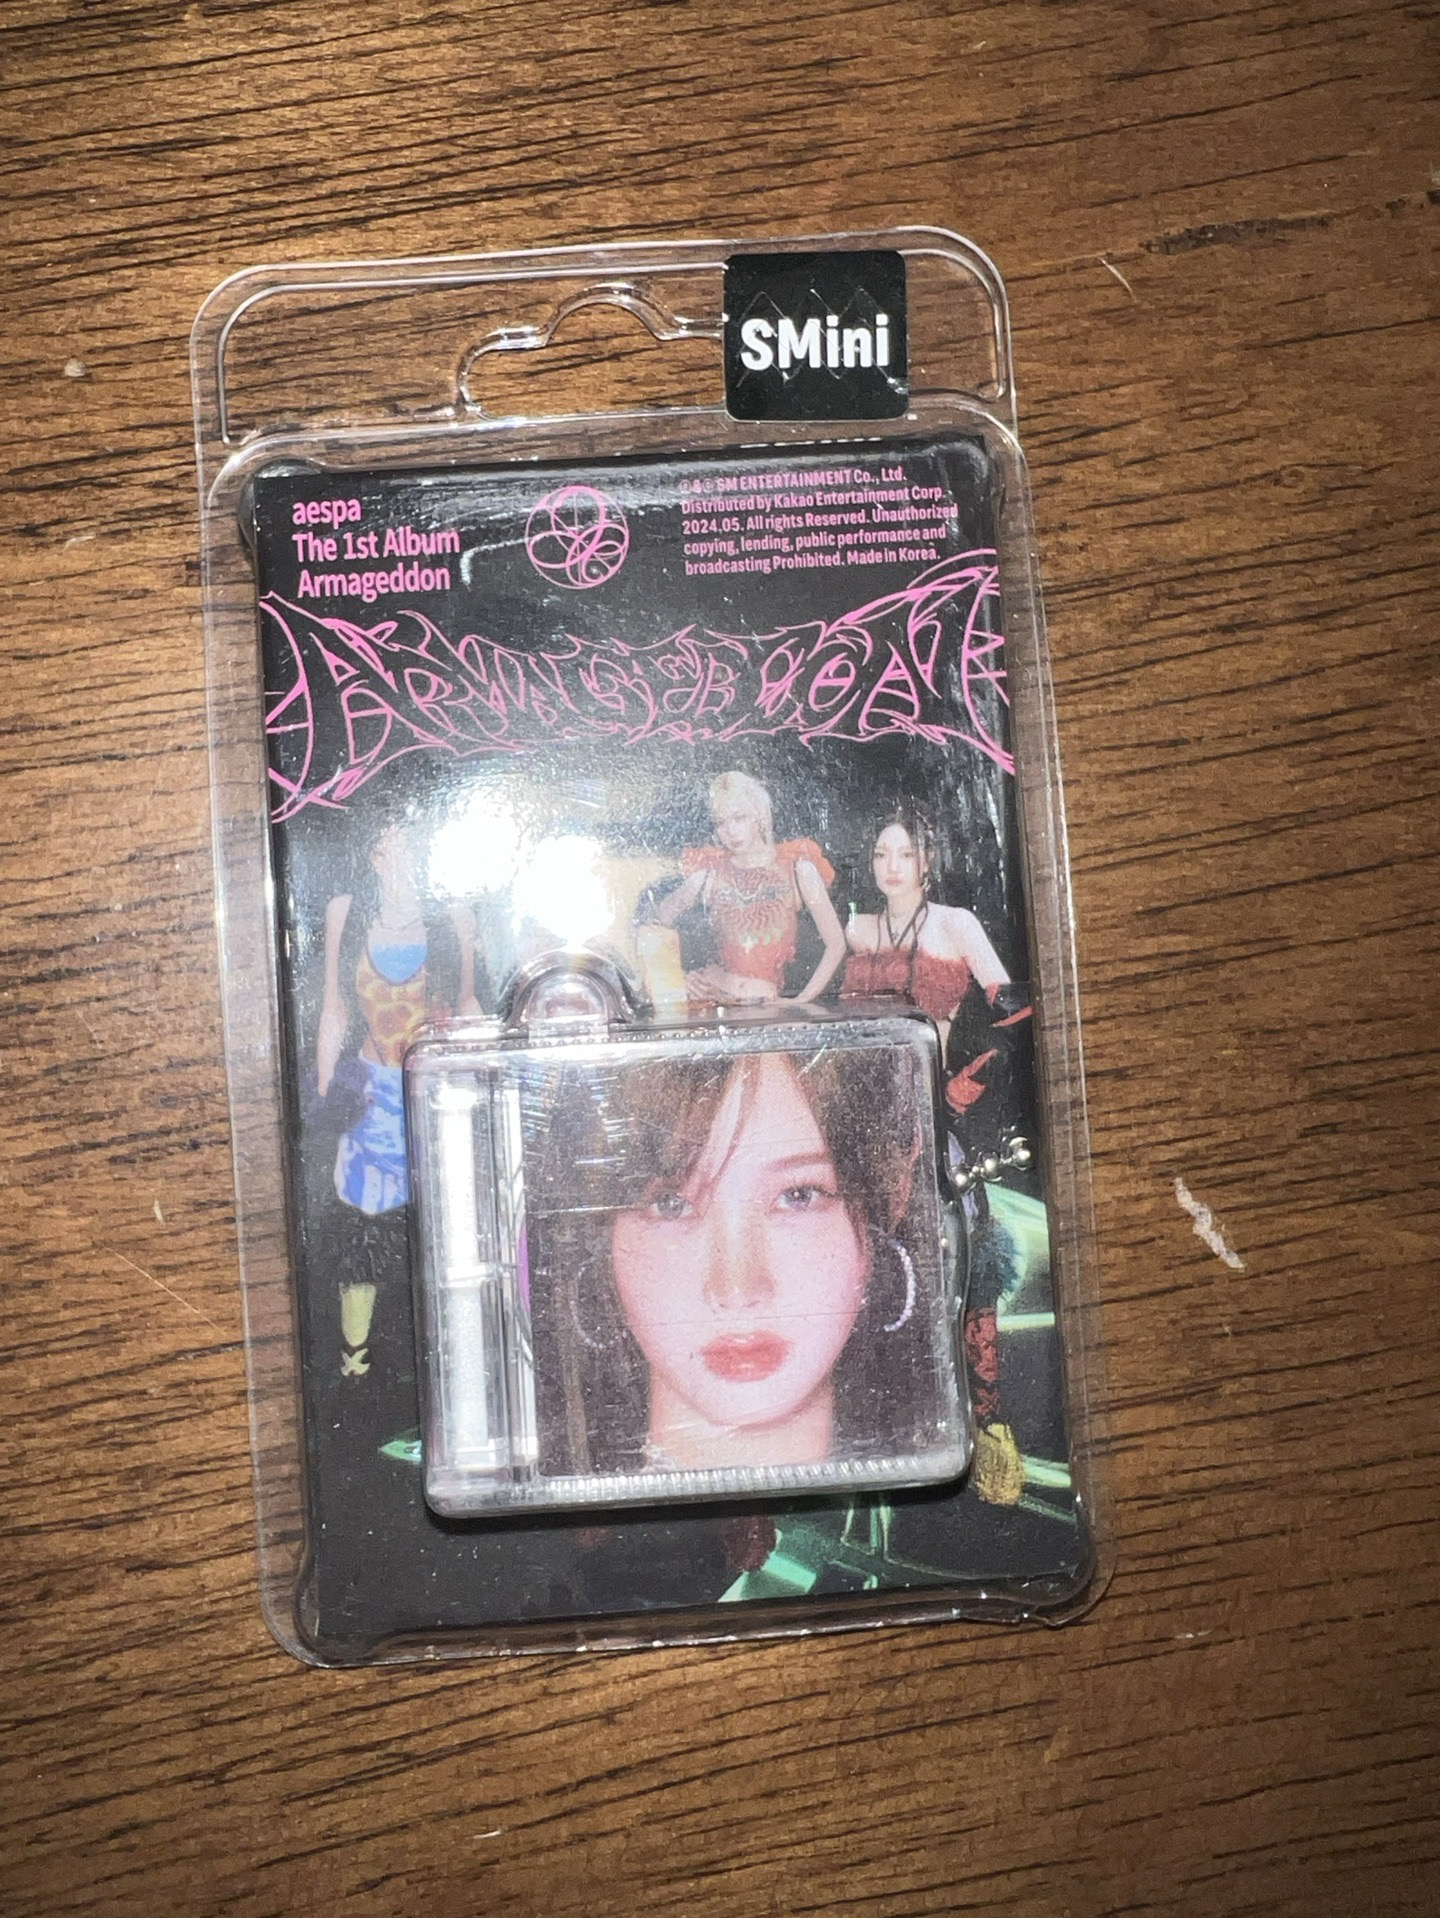 SMini
aespa
The 1st Album
Armageddon
℗&© SM ENTERTAINMENT Co., Ltd.
Distributed by Kakao Entertainment Corp.
2024.05. All rights Reserved. Unauthorized
copying, lending, public performance and
broadcasting Prohibited. Made in Korea.
ARMAGEDDON